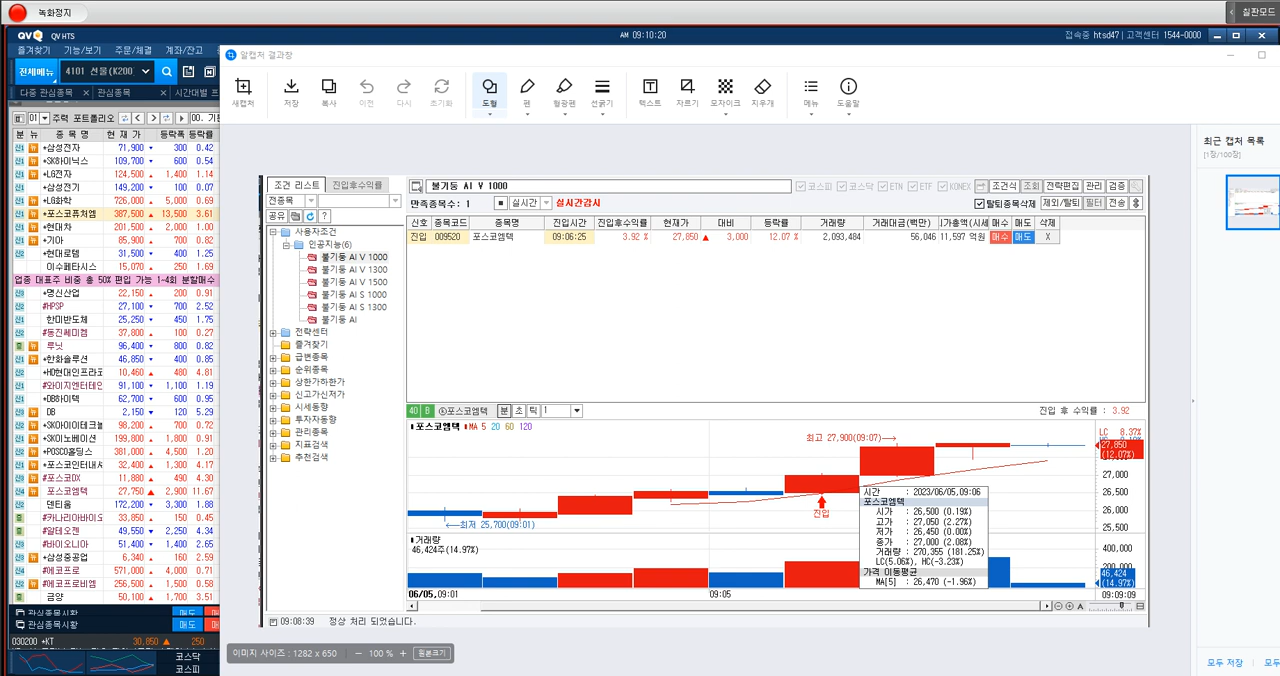 녹화정지
칠판모드
QV QV HTS
AM 09:10:20
접속중 htsd47 | 고객센터 1544-0000
즐겨찾기 기능/보기 주문/체결 계좌/잔고
전체메뉴 4101 선물(K200)
다중 관심종목 × 관심종목 × 시간대별
01 주력 포트폴리오
분 뉴 종 목 명 현 재 가 등락폭 등락률
*삼성전자 71,900 300 0.42
*SK하이닉스 109,700 600 0.54
*LG전자 124,500 1,400 1.14
*삼성전기 149,200 100 0.07
*LG화학 726,000 5,000 0.69
*포스코퓨처엠 387,500 13,500 3.61
*현대차 201,500 2,000 1.00
*기아 85,900 700 0.82
*현대로템 31,500 400 1.25
이수페타시스 15,070 250 1.69
업종 대표주 비중 총 50% 편입 가능 1-4회 분할매수
*명신산업 22,150 200 0.91
#HPSP 27,100 700 2.52
한미반도체 25,250 450 1.75
#동진쎄미켐 37,800 100 0.27
루닛 96,400 800 0.82
*한화솔루션 46,850 400 0.85
*HD현대인프라코 10,460 480 4.81
#와이지엔터테인 91,100 1,100 1.19
*DB하이텍 62,700 600 0.95
DB 2,150 120 5.29
*SK아이이테크놀 98,200 700 0.72
*SK이노베이션 199,800 1,800 0.91
*POSCO홀딩스 381,000 4,500 1.20
*포스코인터내셔 32,400 1,300 4.17
#포스코DX 11,880 490 4.30
포스코엠텍 27,750 2,900 11.67
덴티움 172,200 3,300 1.88
#카나리아바이오 33,850 150 0.45
#알테오젠 49,550 2,250 4.34
#바이오니아 51,400 1,400 2.65
*삼성중공업 6,340 160 2.59
#에코프로 571,000 4,000 0.71
#에코프로비엠 256,500 1,500 0.58
금양 50,100 1,700 3.51
관심종목시황 매도
관심종목시황 매도
030200 *KT 30,850 250
코스닥
코스피
알캡처 결과창
새캡처 저장 복사 이전 다시 초기화 도형 펜 형광펜 선굵기 텍스트 자르기 모자이크 지우개 메뉴 도움말
최근 캡처 목록
[1장/100장]
조건 리스트 진입후수익률
전종목
공유
사용자조건
인공지능(6)
불기둥 AI V 1000
불기둥 AI V 1300
불기둥 AI V 1500
불기둥 AI S 1000
불기둥 AI S 1300
불기둥 AI
전략센터
즐겨찾기
급변종목
순위종목
상한가하한가
신고가신저가
시세동향
투자자동향
관리종목
지표검색
추천검색
불기둥 AI V 1000
코스피 코스닥 ETN ETF KONEX 조건식 조회 전략편집 관리 검증
만족종목수: 1 실시간 실시간감시
탈퇴종목삭제 제외/탈퇴 필터 전송
신호 종목코드 종목명 진입시간 진입후수익률 현재가 대비 등락률 거래량 거래대금(백만) 매수 매도 삭제
진입 009520 포스코엠텍 09:06:25 3.92 % 27,850 ▲ 3,000 12.07 % 2,093,484 56,046 11,597 억원 매수 매도 X
40 B 포스코엠텍 분 초 틱 1
진입 후 수익률 : 3.92
포스코엠텍 MA 5 20 60 120
최고 27,900(09:07)→
←최저 25,700(09:01)
진입
LC 8.37%
27,850
(12.07%)
27,000
26,500
26,000
25,500
시간 : 2023/06/05,09:06
포스코엠텍
시가 : 26,500 (0.19%)
고가 : 27,050 (2.27%)
저가 : 26,450 (0.00%)
종가 : 27,000 (2.08%)
거래량 : 270,355 (181.25%)
LC(5.06%), HC(-3.23%)
가격 이동평균
MA[5] : 26,470 (-1.96%)
거래량
46,424주(14.97%)
400,000
200,000
46,424
(14.97%)
06/05,09:01 09:05 09:09:09
09:08:39 정상 처리 되었습니다.
이미지 사이즈 : 1282 x 650 − 100 % + 원본크기
모두 저장 모두